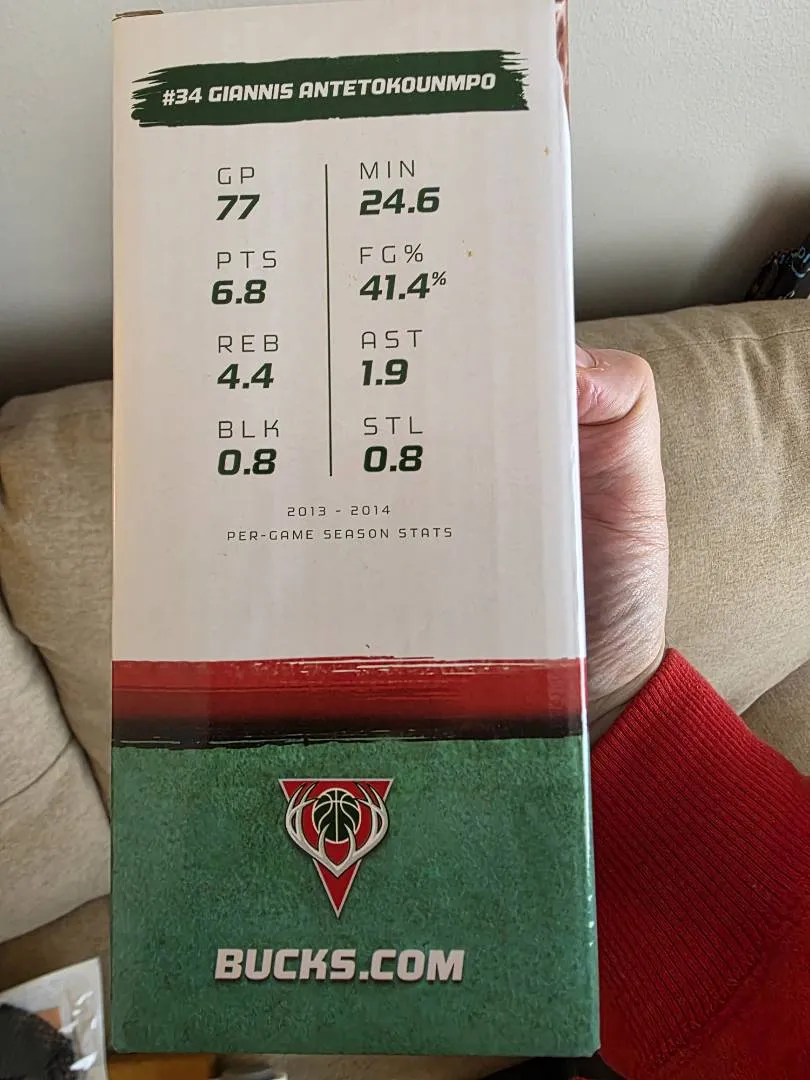 #34 GIANNIS ANTETOKOUNMPO
GP
77
MIN
24.6
PTS
6.8
FG%
41.4%
REB
4.4
AST
1.9
BLK
0.8
STL
0.8
2013 - 2014
PER-GAME SEASON STATS
BUCKS.COM